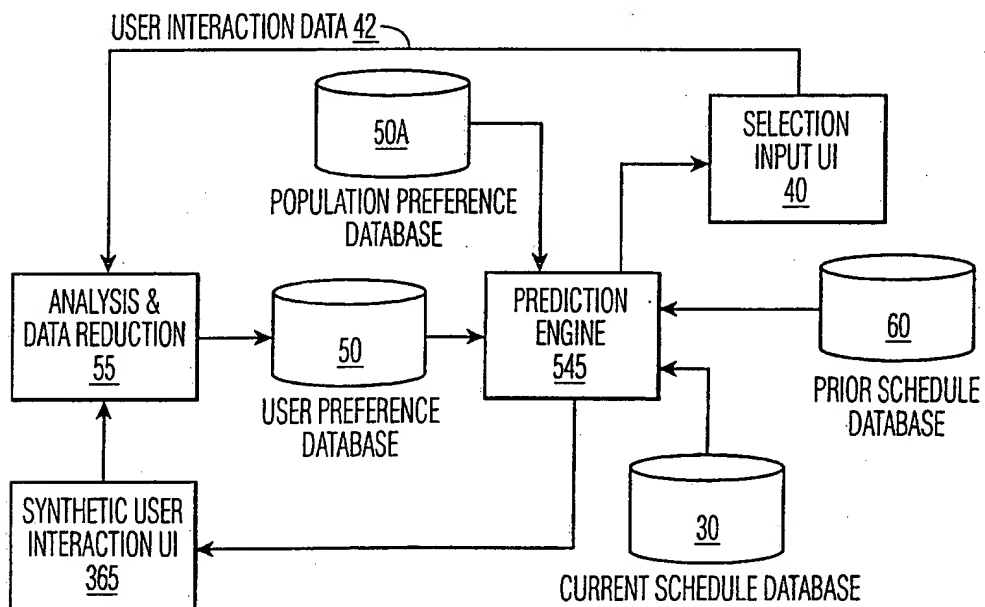 USER INTERACTION DATA 42
50A
POPULATION PREFERENCE
DATABASE
SELECTION
INPUT UI
40
ANALYSIS &
DATA REDUCTION
55
50
USER PREFERENCE
DATABASE
PREDICTION
ENGINE
545
60
PRIOR SCHEDULE
DATABASE
SYNTHETIC USER
INTERACTION UI
365
30
CURRENT SCHEDULE DATABASE